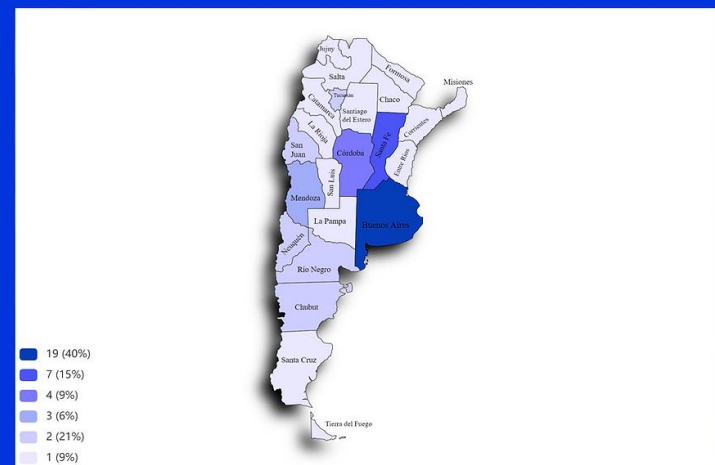 Jujuy
Salta
Formosa
Misiones
Chaco
Tucumán
Catamarca
Santiago
del Estero
Corrientes
La Rioja
Santa Fe
San
Juan
Córdoba
Entre Ríos
San Luis
Mendoza
La Pampa
Buenos Aires
Neuquén
Río Negro
Chubut
Santa Cruz
Tierra del Fuego
19 (40%)
7 (15%)
4 (9%)
3 (6%)
2 (21%)
1 (9%)